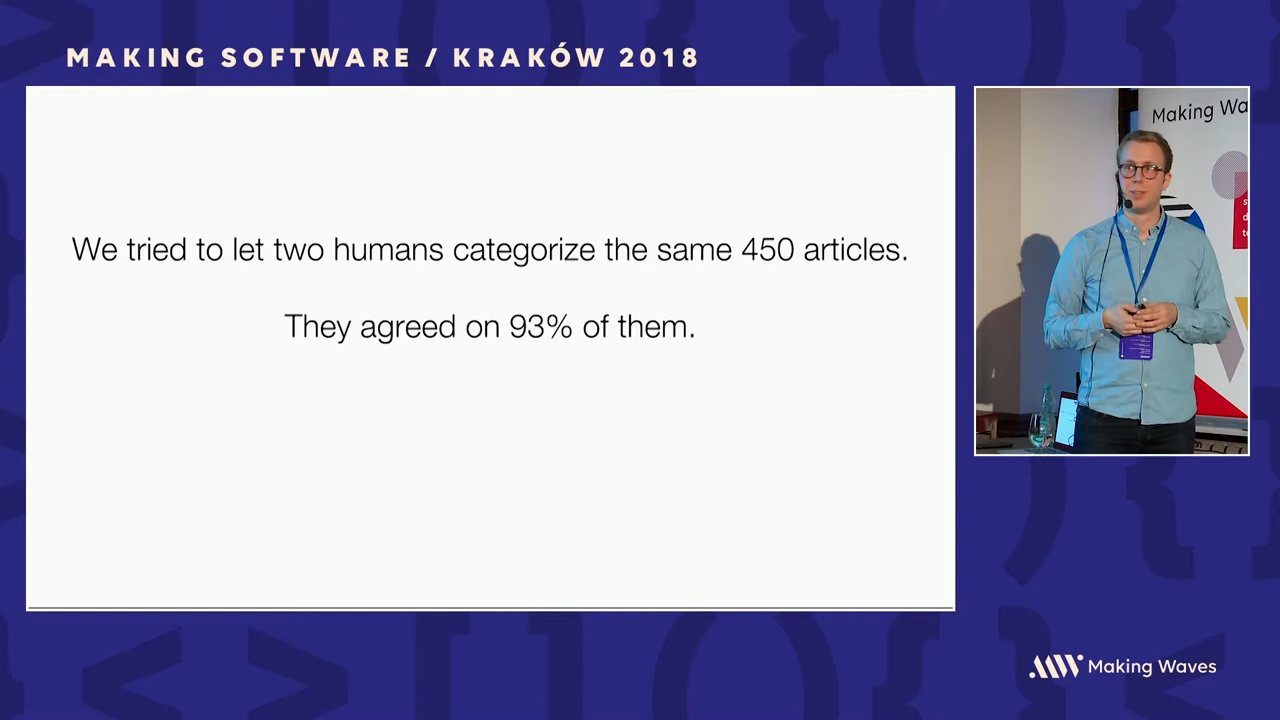 MAKING SOFTWARE / KRAKÓW 2018
We tried to let two humans categorize the same 450 articles.
They agreed on 93% of them.
Making Wa
Making Waves